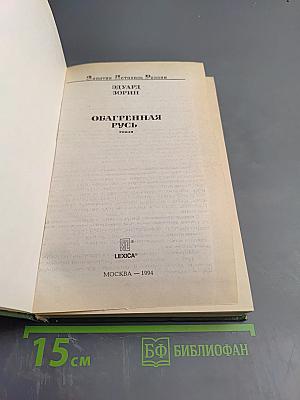 Золотая Летопись России
ЭДУАРД
ЗОРИН
ОБАГРЕННАЯ
РУСЬ
роман
LEXICA®
МОСКВА — 1994
15 СМ
БФ БИБЛИОФАН